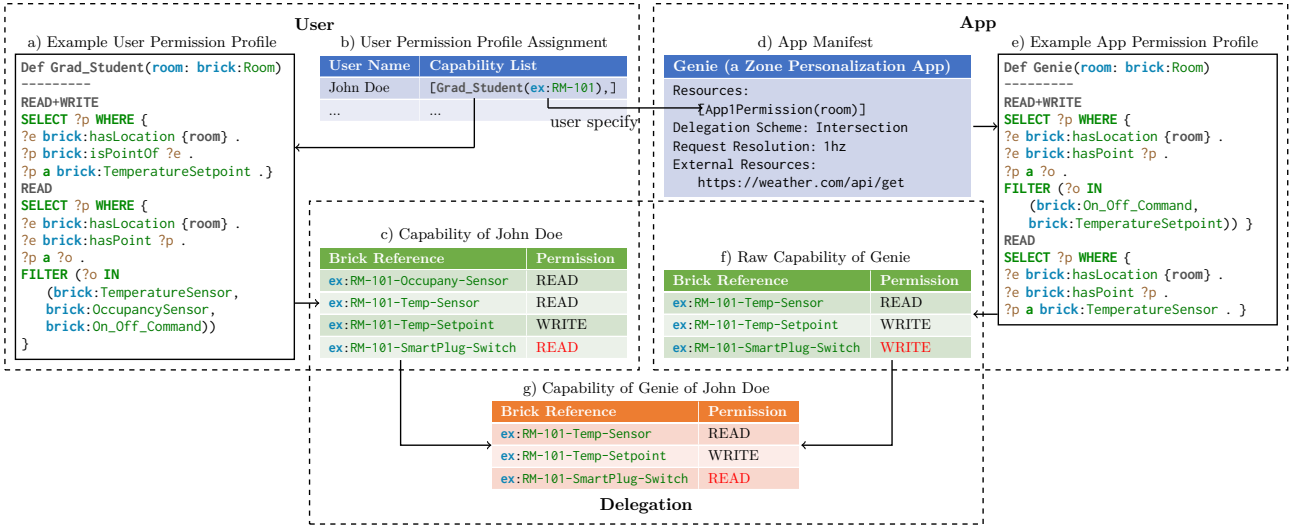 User
a) Example User Permission Profile
Def Grad_Student(room: brick:Room)
---------
READ+WRITE
SELECT ?p WHERE {
?e brick:hasLocation {room} .
?p brick:isPointOf ?e .
?p a brick:TemperatureSetpoint .}
READ
SELECT ?p WHERE {
?e brick:hasLocation {room} .
?e brick:hasPoint ?p .
?p a ?o .
FILTER (?o IN
(brick:TemperatureSensor,
brick:OccupancySensor,
brick:On_Off_Command))
}
b) User Permission Profile Assignment
User Name Capability List
John Doe [Grad_Student(ex:RM-101),]
... ...
user specify
c) Capability of John Doe
Brick Reference Permission
ex:RM-101-Occupany-Sensor READ
ex:RM-101-Temp-Sensor READ
ex:RM-101-Temp-Setpoint WRITE
ex:RM-101-SmartPlug-Switch READ
App
d) App Manifest
Genie (a Zone Personalization App)
Resources:
[App1Permission(room)]
Delegation Scheme: Intersection
Request Resolution: 1hz
External Resources:
https://weather.com/api/get
e) Example App Permission Profile
Def Genie(room: brick:Room)
---------
READ+WRITE
SELECT ?p WHERE {
?e brick:hasLocation {room} .
?e brick:hasPoint ?p .
?p a ?o .
FILTER (?o IN
(brick:On_Off_Command,
brick:TemperatureSetpoint)) }
READ
SELECT ?p WHERE {
?e brick:hasLocation {room} .
?e brick:hasPoint ?p .
?p a brick:TemperatureSensor . }
f) Raw Capability of Genie
Brick Reference Permission
ex:RM-101-Temp-Sensor READ
ex:RM-101-Temp-Setpoint WRITE
ex:RM-101-SmartPlug-Switch WRITE
g) Capability of Genie of John Doe
Brick Reference Permission
ex:RM-101-Temp-Sensor READ
ex:RM-101-Temp-Setpoint WRITE
ex:RM-101-SmartPlug-Switch READ
Delegation